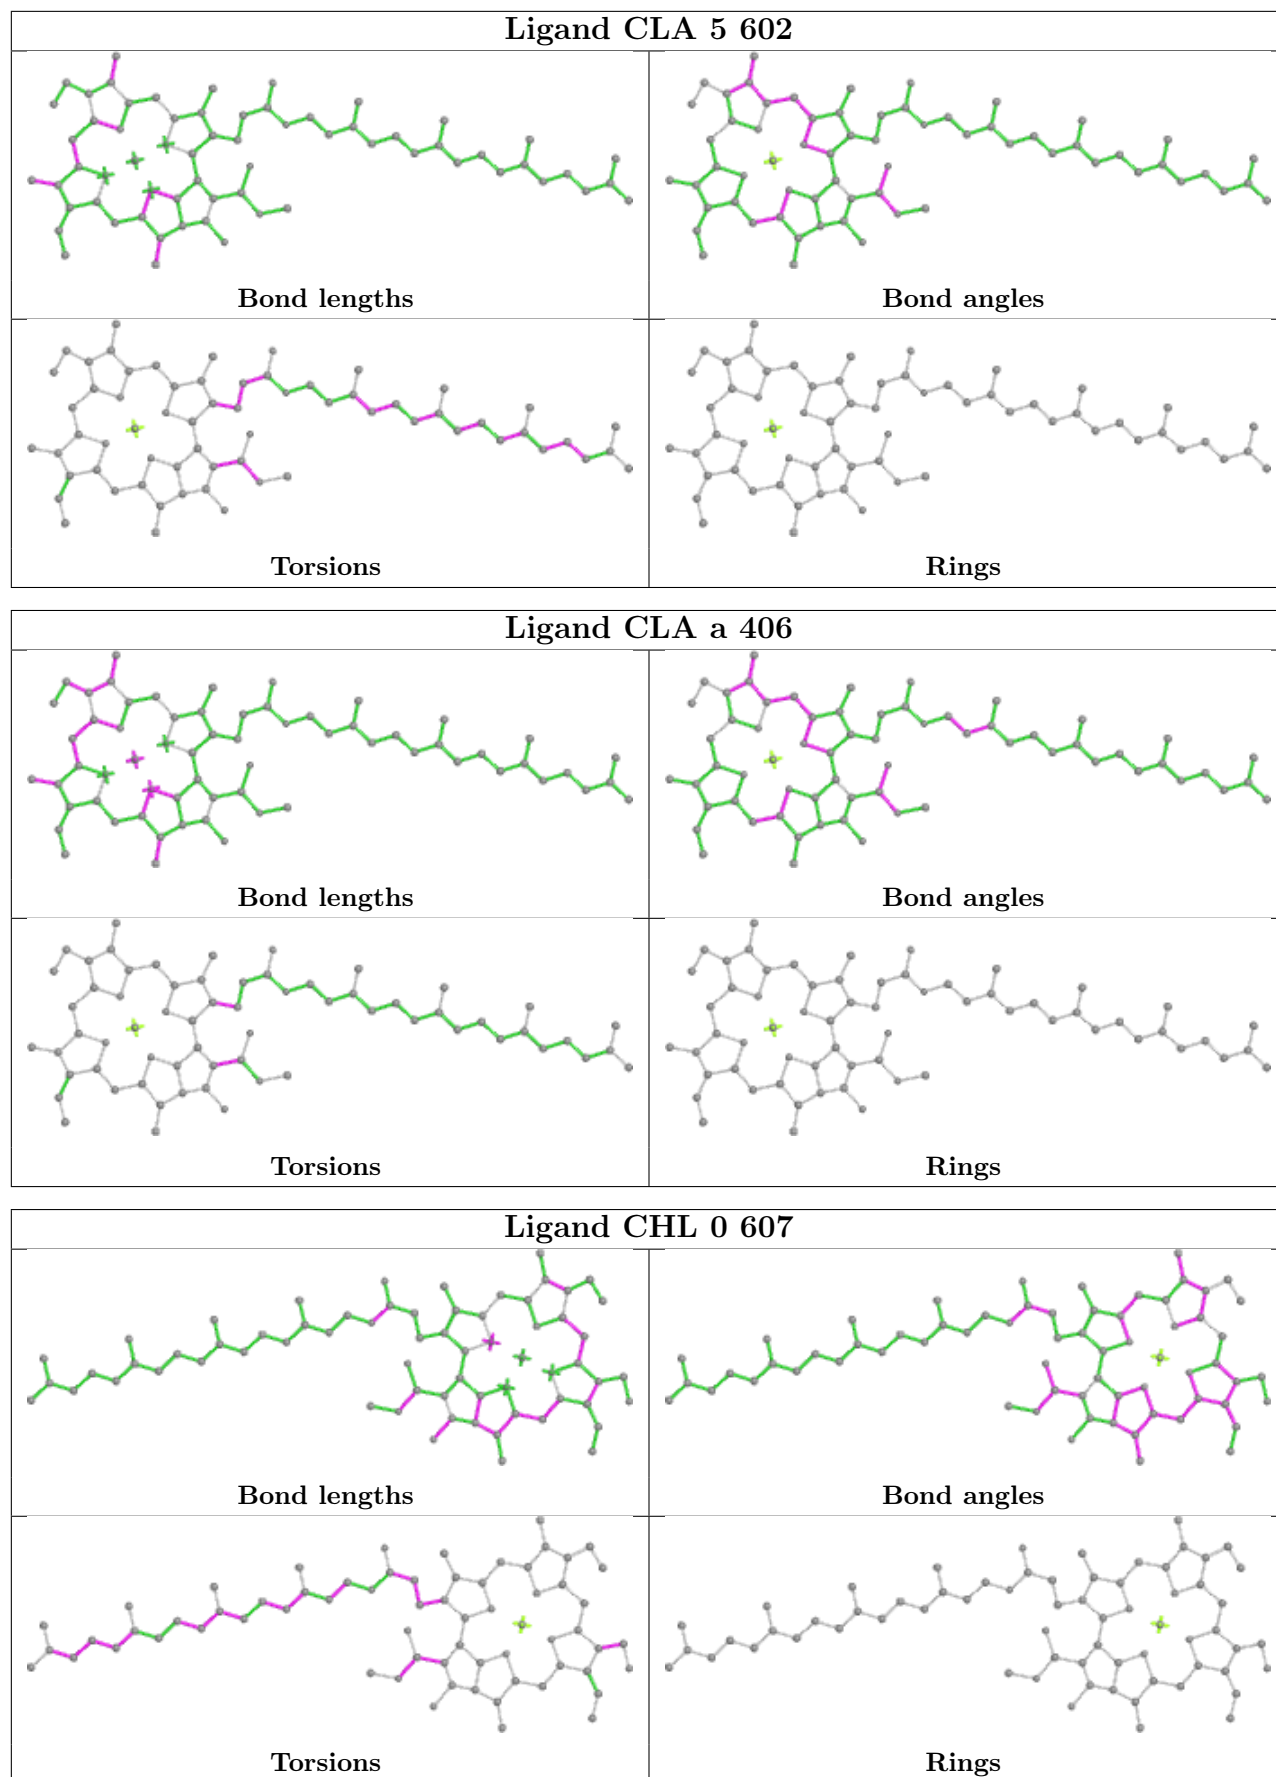 Ligand CLA 5 602
Bond lengths
Bond angles
Torsions
Rings
Ligand CLA a 406
Bond lengths
Bond angles
Torsions
Rings
Ligand CHL 0 607
Bond lengths
Bond angles
Torsions
Rings